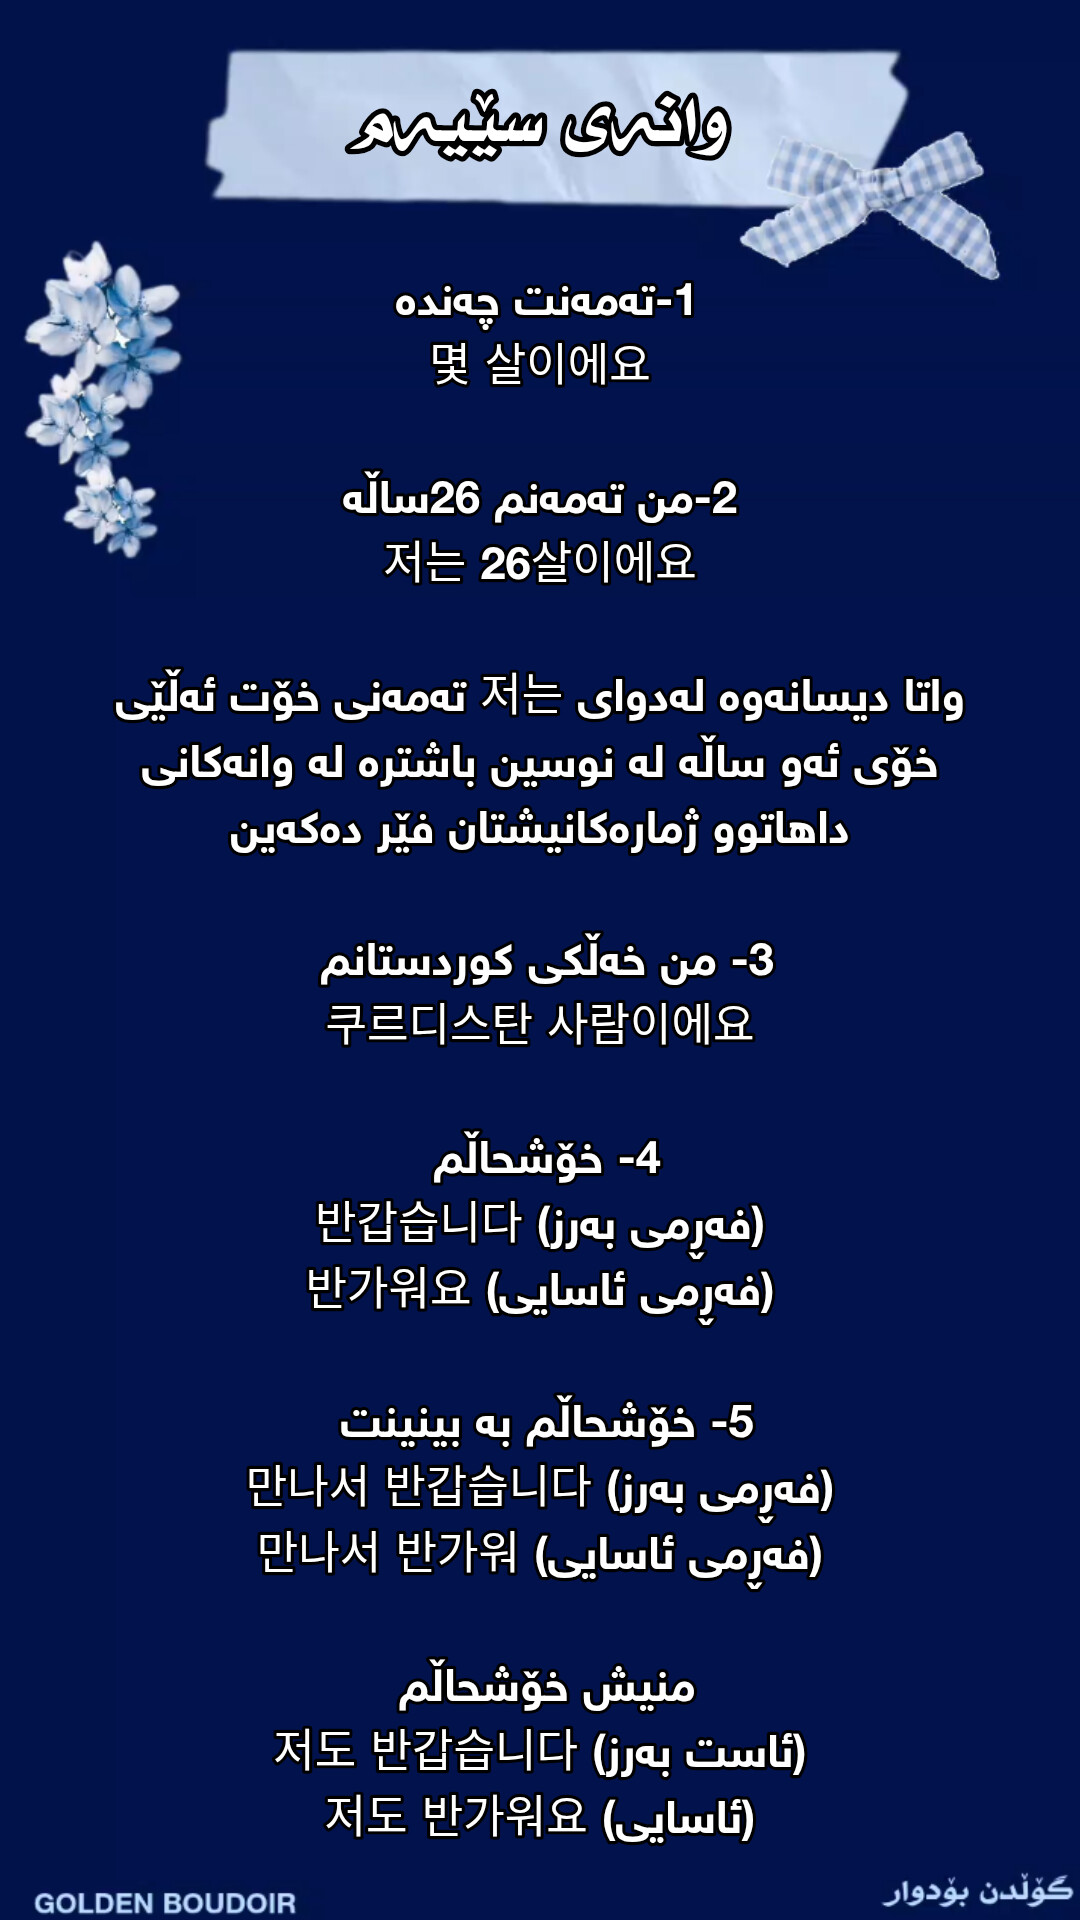 وانەی سێیەم
1-تەمەنت چەندە
몇 살이에요
2-من تەمەنم 26ساڵە
저는 26살이에요
واتا دیسانەوە لەدوای 저는 تەمەنی خۆت ئەڵێی
خۆی ئەو ساڵە لە نوسین باشترە لە وانەکانی
داهاتوو ژمارەکانیشتان فێر دەکەین
3- من خەڵکی کوردستانم
쿠르디스탄 사람이에요
4- خۆشحاڵم
반갑습니다 (فەڕمی بەرز)
반가워요 (فەڕمی ئاسایی)
5- خۆشحاڵم بە بینینت
만나서 반갑습니다 (فەڕمی بەرز)
만나서 반가워 (فەڕمی ئاسایی)
منیش خۆشحاڵم
저도 반갑습니다 (ئاست بەرز)
저도 반가워요 (ئاسایی)
GOLDEN BOUDOIR
گۆڵدن بۆدوار